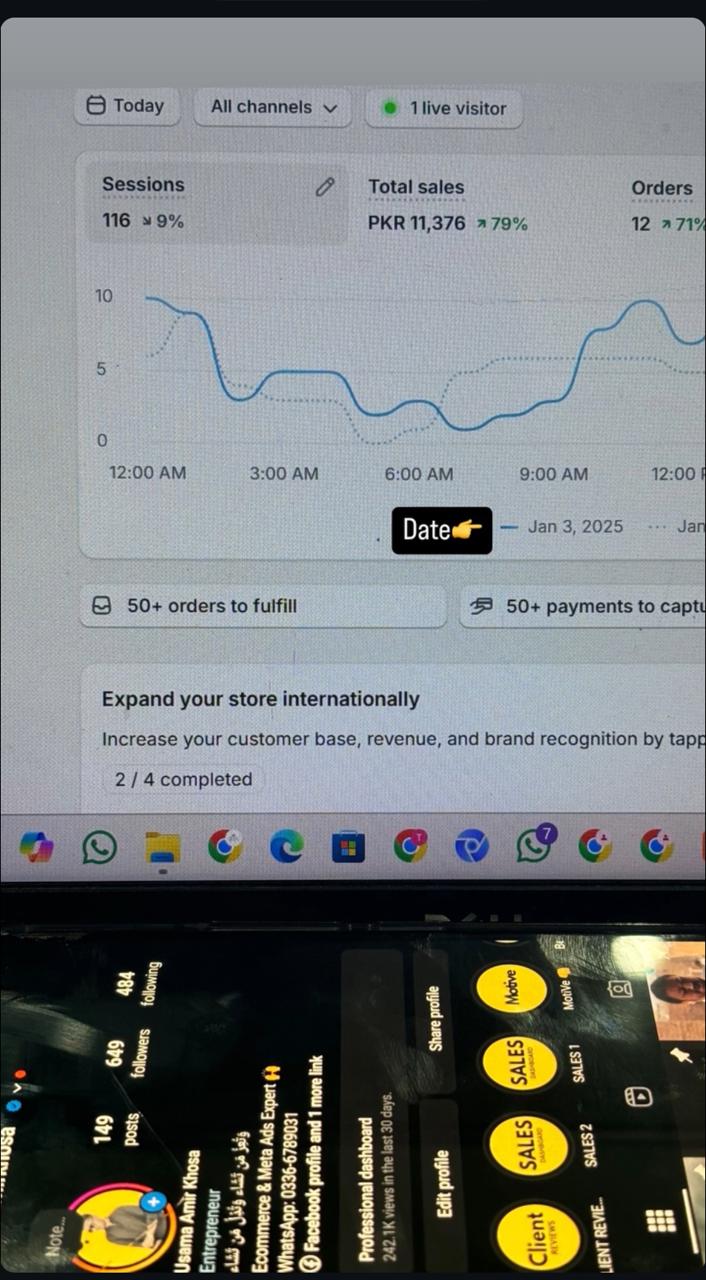 Today
All channels
1 live visitor
Sessions
116 ↘ 9%
Total sales
PKR 11,376 ↗ 79%
Orders
12 ↗ 71%
10
5
0
12:00 AM
3:00 AM
6:00 AM
9:00 AM
12:00
Date👉
Jan 3, 2025
Jan
50+ orders to fulfill
50+ payments to captu
Expand your store internationally
Increase your customer base, revenue, and brand recognition by tapp
2 / 4 completed
7
Note...
149
posts
649
followers
484
following
Usama Amir Khosa
Entrepreneur
وَتُعِزُّ مَن تَشَاء وَتُذِلُّ مَن تَشَاء
Ecommerce & Meta Ads Expert
WhatsApp: 0336-6789031
Facebook profile and 1 more link
Professional dashboard
242.1K views in the last 30 days.
Edit profile
Share profile
Client
REVIEWS
SALES
DASHBOARD
SALES
DASHBOARD
Motive
LIENT REVIE...
SALES 2
SALES 1
MotiVe